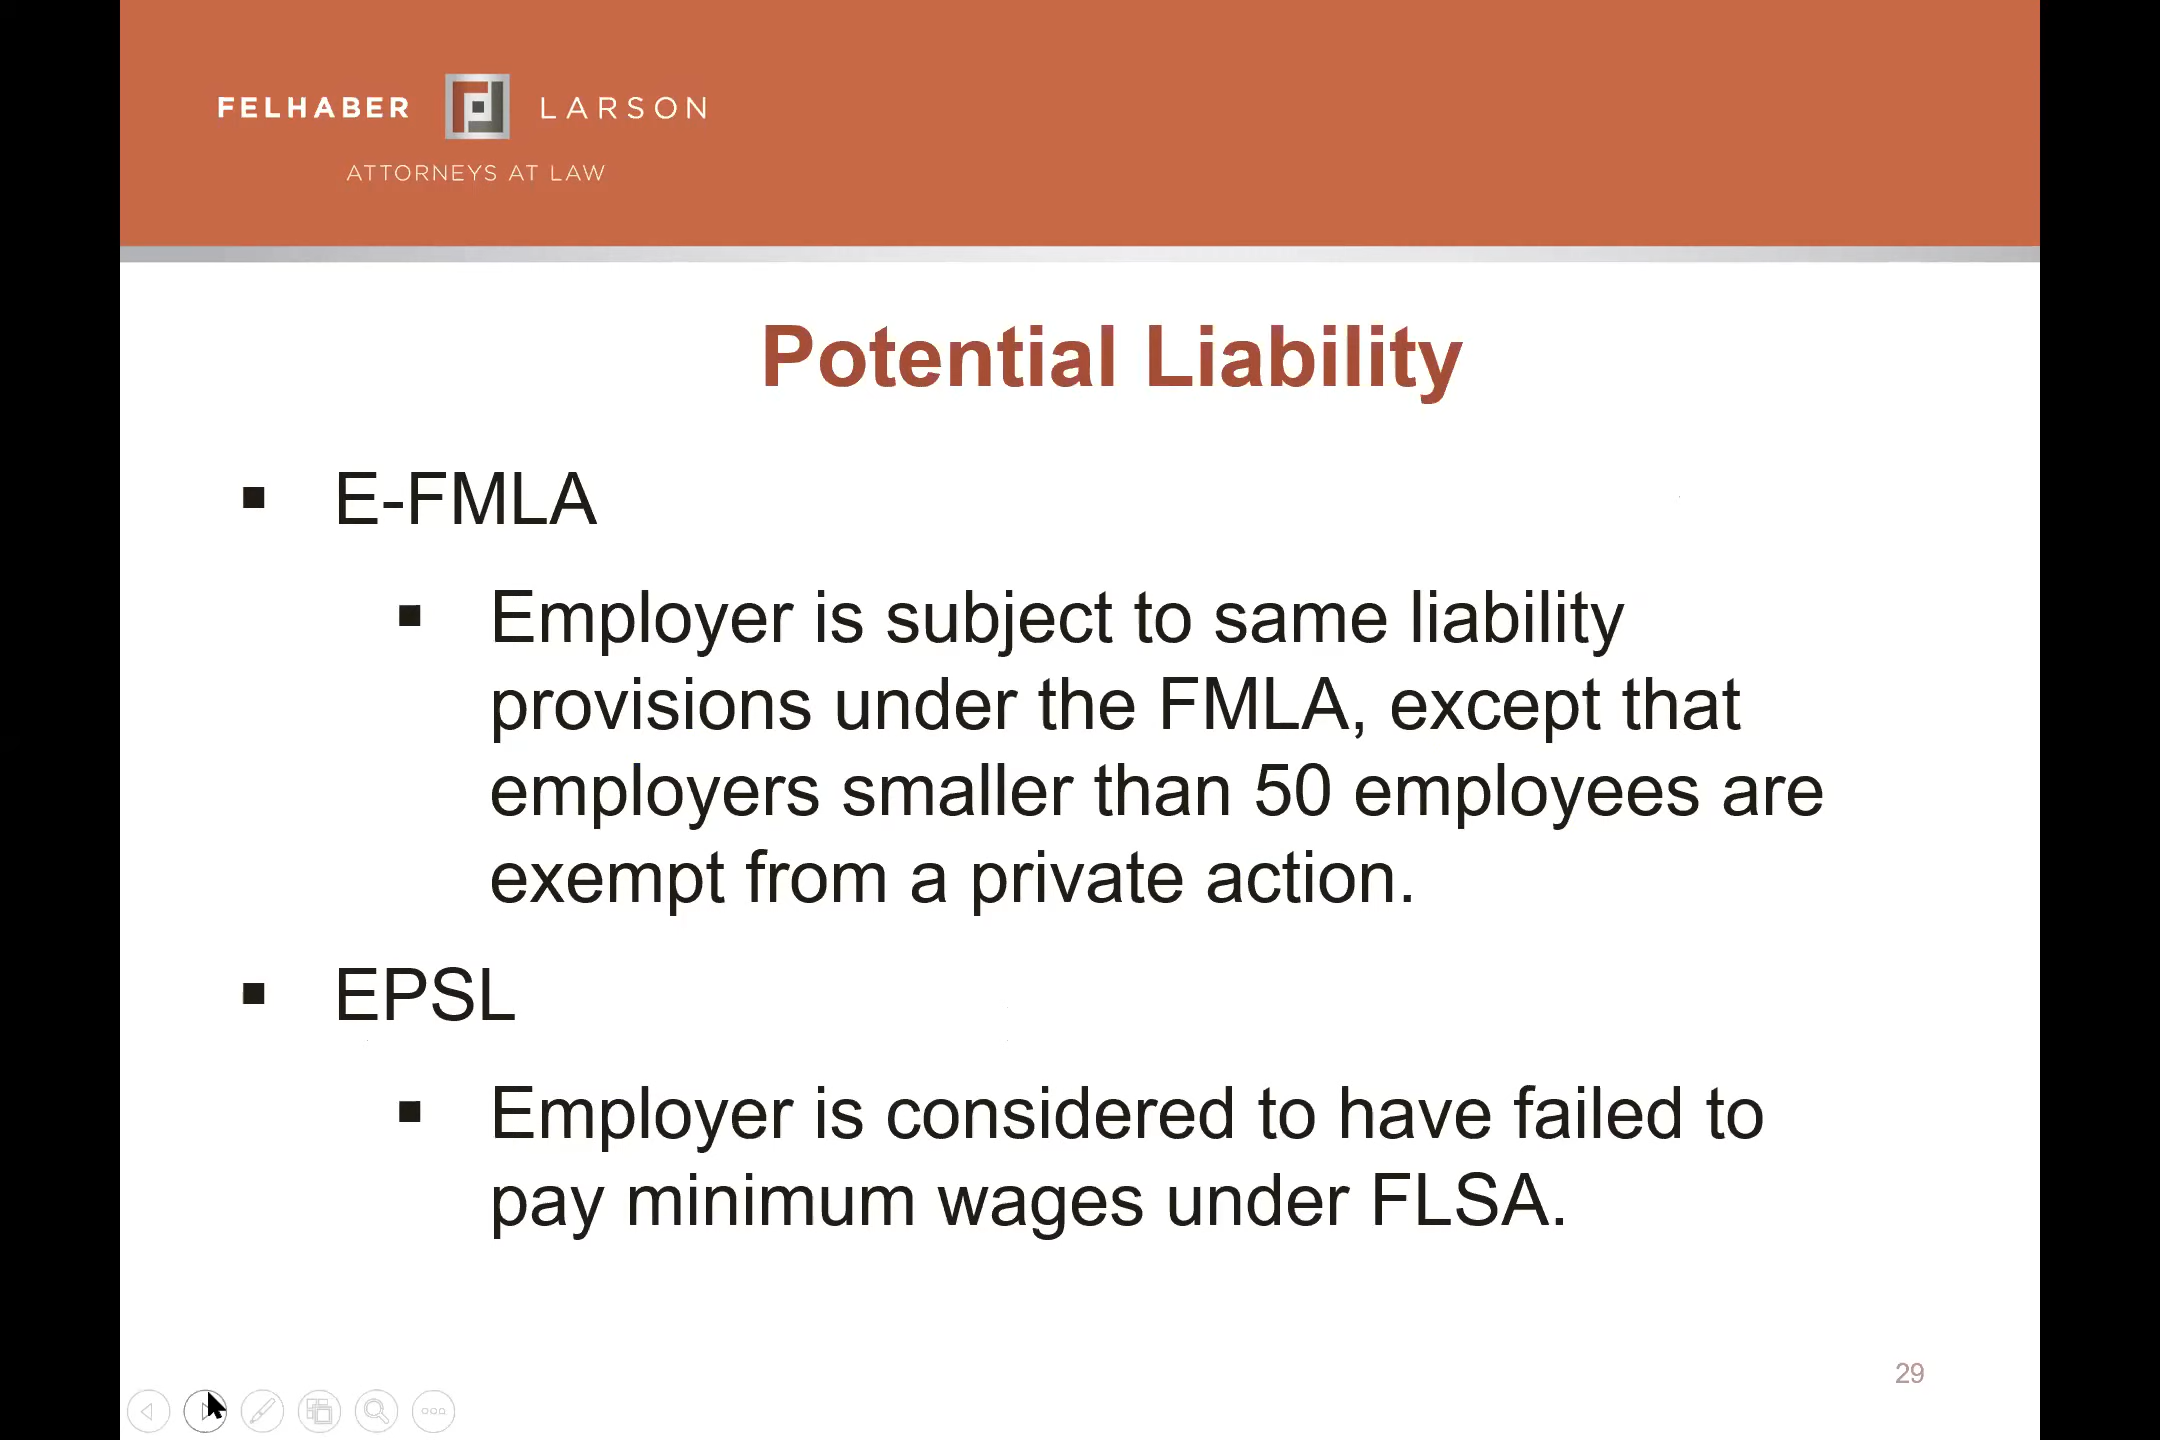 FELHABER LARSON
ATTORNEYS AT LAW
Potential Liability
▪ E-FMLA
▪ Employer is subject to same liability
provisions under the FMLA, except that
employers smaller than 50 employees are
exempt from a private action.
▪ EPSL
▪ Employer is considered to have failed to
pay minimum wages under FLSA.
29